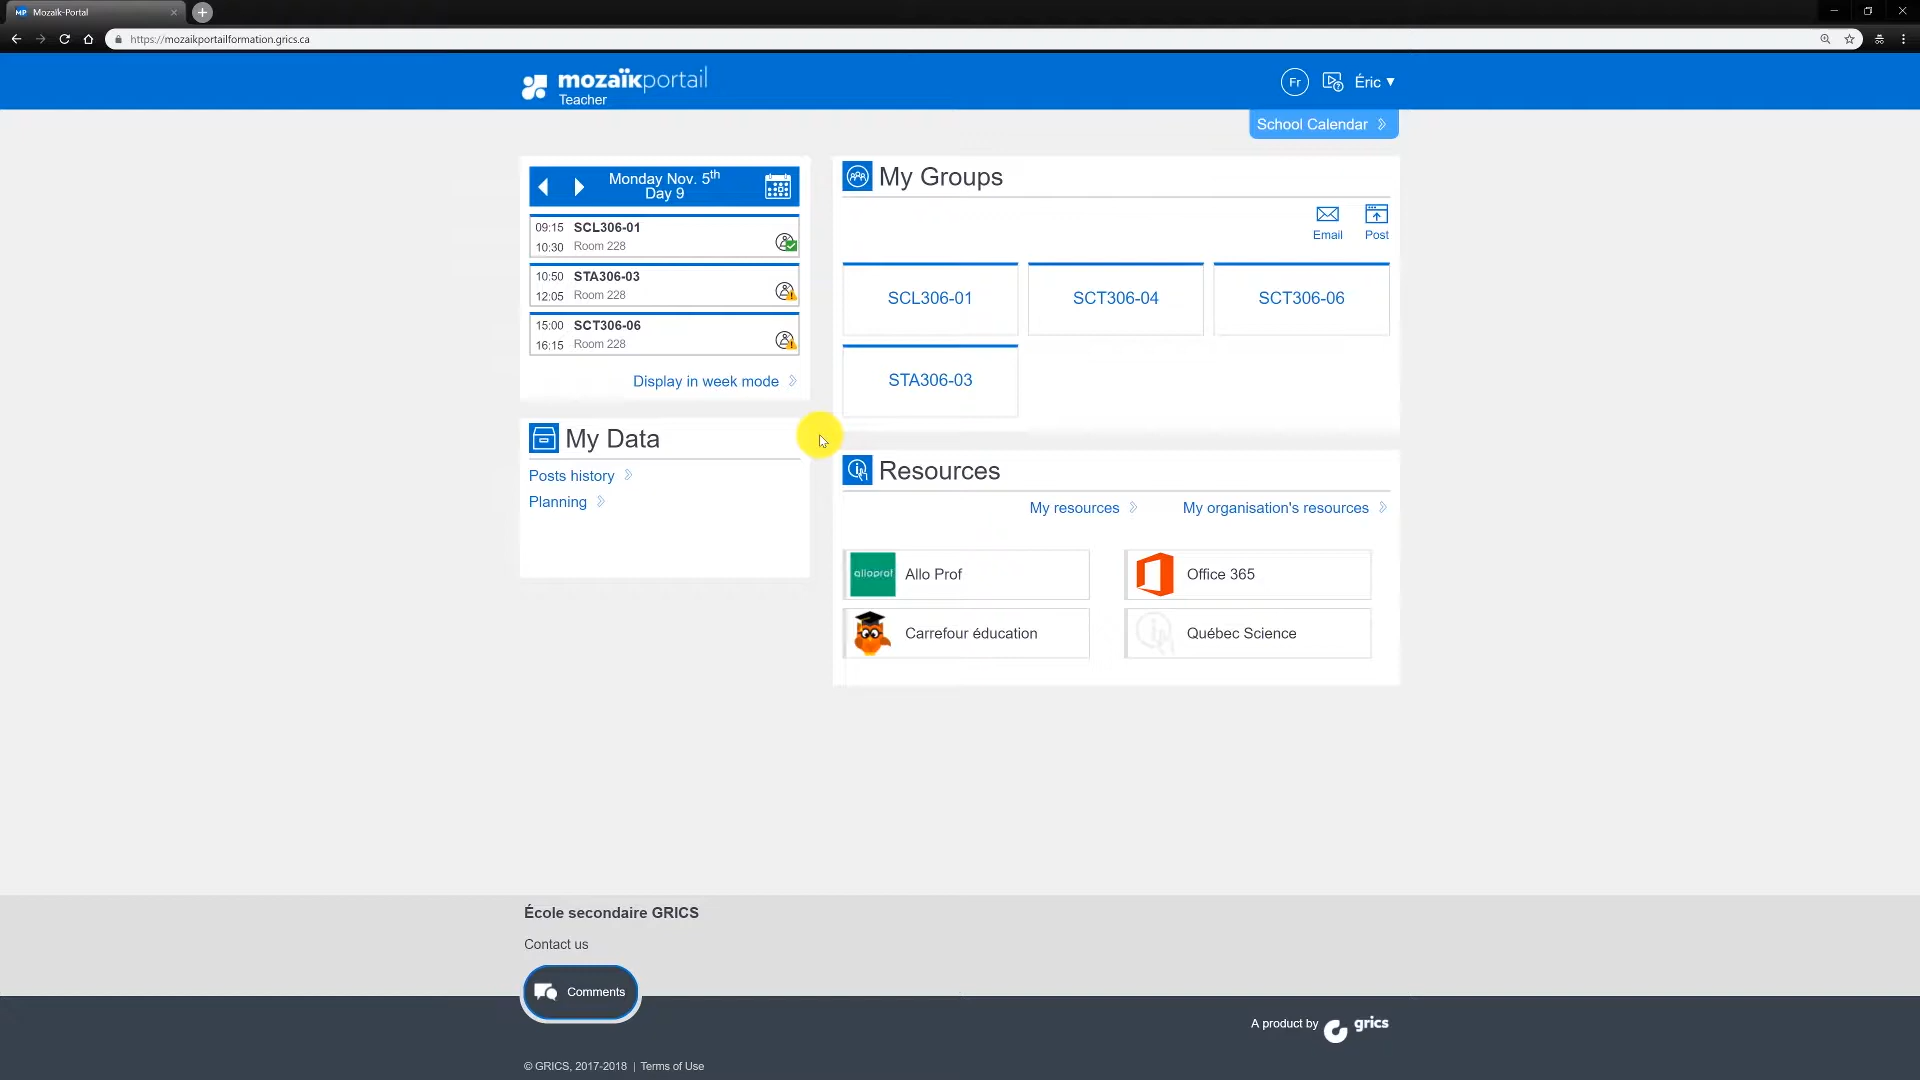 Mozaïk-Portal
https://mozaikportailformation.grics.ca
mozaïkportail
Teacher
Fr
Éric
School Calendar
Monday Nov. 5th
Day 9
09:15 SCL306-01
10:30 Room 228
10:50 STA306-03
12:05 Room 228
15:00 SCT306-06
16:15 Room 228
Display in week mode
My Data
Posts history
Planning
My Groups
Email Post
SCL306-01 SCT306-04 SCT306-06
STA306-03
Resources
My resources My organisation's resources
alloprof Allo Prof Office 365
Carrefour éducation Québec Science
École secondaire GRICS
Contact us
Comments
A product by grics
© GRICS, 2017-2018 | Terms of Use